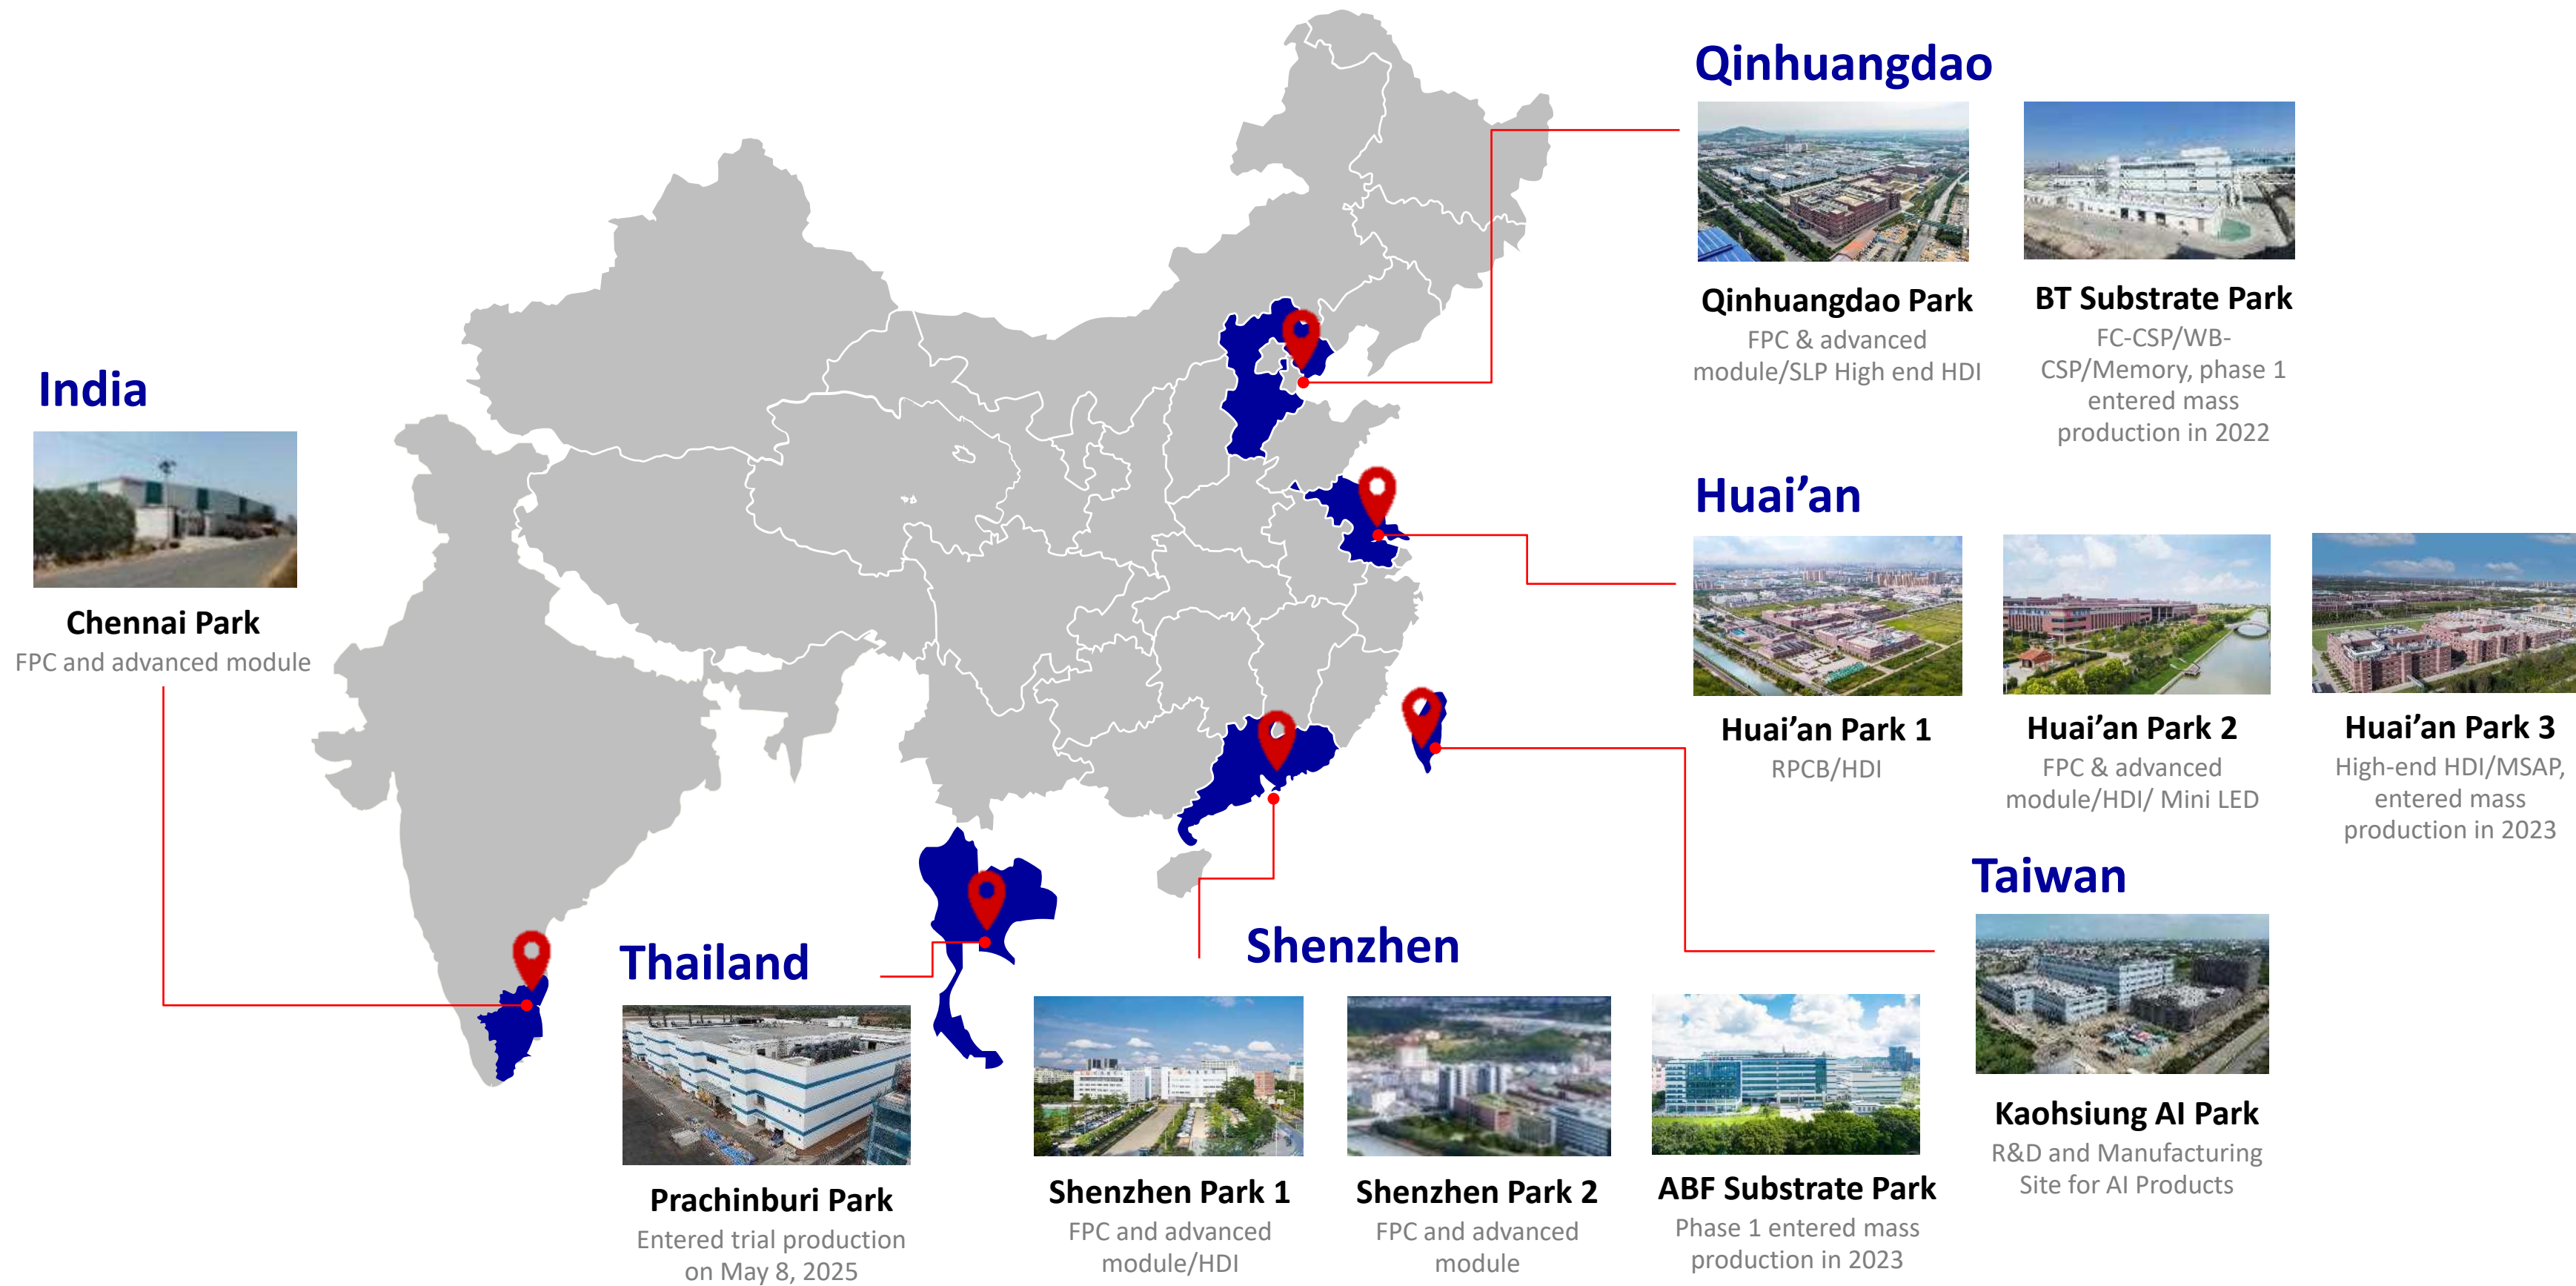 Qinhuangdao
Qinhuangdao Park
FPC & advanced
module/SLP High end HDI
BT Substrate Park
FC-CSP/WB-
CSP/Memory, phase 1
entered mass
production in 2022
India
Chennai Park
FPC and advanced module
Huai’an
Huai’an Park 1
RPCB/HDI
Huai’an Park 2
FPC & advanced
module/HDI/ Mini LED
Huai’an Park 3
High-end HDI/MSAP,
entered mass
production in 2023
Taiwan
Kaohsiung AI Park
R&D and Manufacturing
Site for AI Products
Thailand
Prachinburi Park
Entered trial production
on May 8, 2025
Shenzhen
Shenzhen Park 1
FPC and advanced
module/HDI
Shenzhen Park 2
FPC and advanced
module
ABF Substrate Park
Phase 1 entered mass
production in 2023